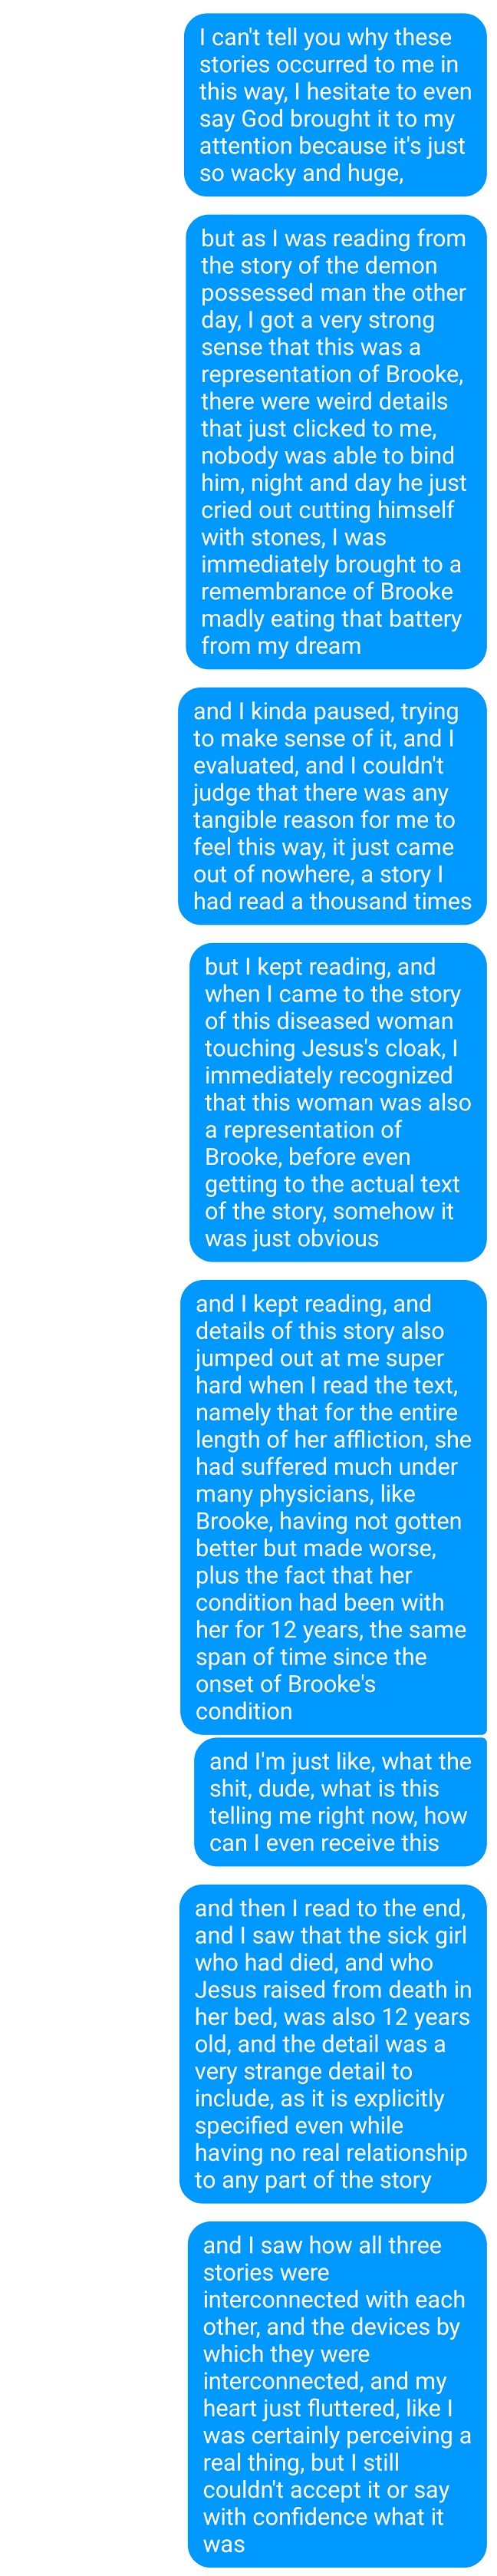 I can't tell you why these
stories occurred to me in
this way, I hesitate to even
say God brought it to my
attention because it's just
so wacky and huge,
but as I was reading from
the story of the demon
possessed man the other
day, I got a very strong
sense that this was a
representation of Brooke,
there were weird details
that just clicked to me,
nobody was able to bind
him, night and day he just
cried out cutting himself
with stones, I was
immediately brought to a
remembrance of Brooke
madly eating that battery
from my dream
and I kinda paused, trying
to make sense of it, and I
evaluated, and I couldn't
judge that there was any
tangible reason for me to
feel this way, it just came
out of nowhere, a story I
had read a thousand times
but I kept reading, and
when I came to the story
of this diseased woman
touching Jesus's cloak, I
immediately recognized
that this woman was also
a representation of
Brooke, before even
getting to the actual text
of the story, somehow it
was just obvious
and I kept reading, and
details of this story also
jumped out at me super
hard when I read the text,
namely that for the entire
length of her affliction, she
had suffered much under
many physicians, like
Brooke, having not gotten
better but made worse,
plus the fact that her
condition had been with
her for 12 years, the same
span of time since the
onset of Brooke's
condition
and I'm just like, what the
shit, dude, what is this
telling me right now, how
can I even receive this
and then I read to the end,
and I saw that the sick girl
who had died, and who
Jesus raised from death in
her bed, was also 12 years
old, and the detail was a
very strange detail to
include, as it is explicitly
specified even while
having no real relationship
to any part of the story
and I saw how all three
stories were
interconnected with each
other, and the devices by
which they were
interconnected, and my
heart just fluttered, like I
was certainly perceiving a
real thing, but I still
couldn't accept it or say
with confidence what it
was